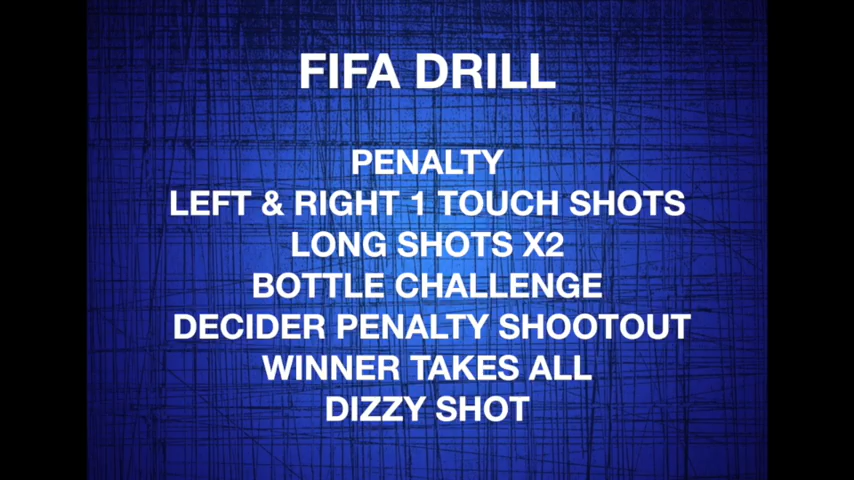 FIFA DRILL
PENALTY
LEFT & RIGHT 1 TOUCH SHOTS
LONG SHOTS X2
BOTTLE CHALLENGE
DECIDER PENALTY SHOOTOUT
WINNER TAKES ALL
DIZZY SHOT